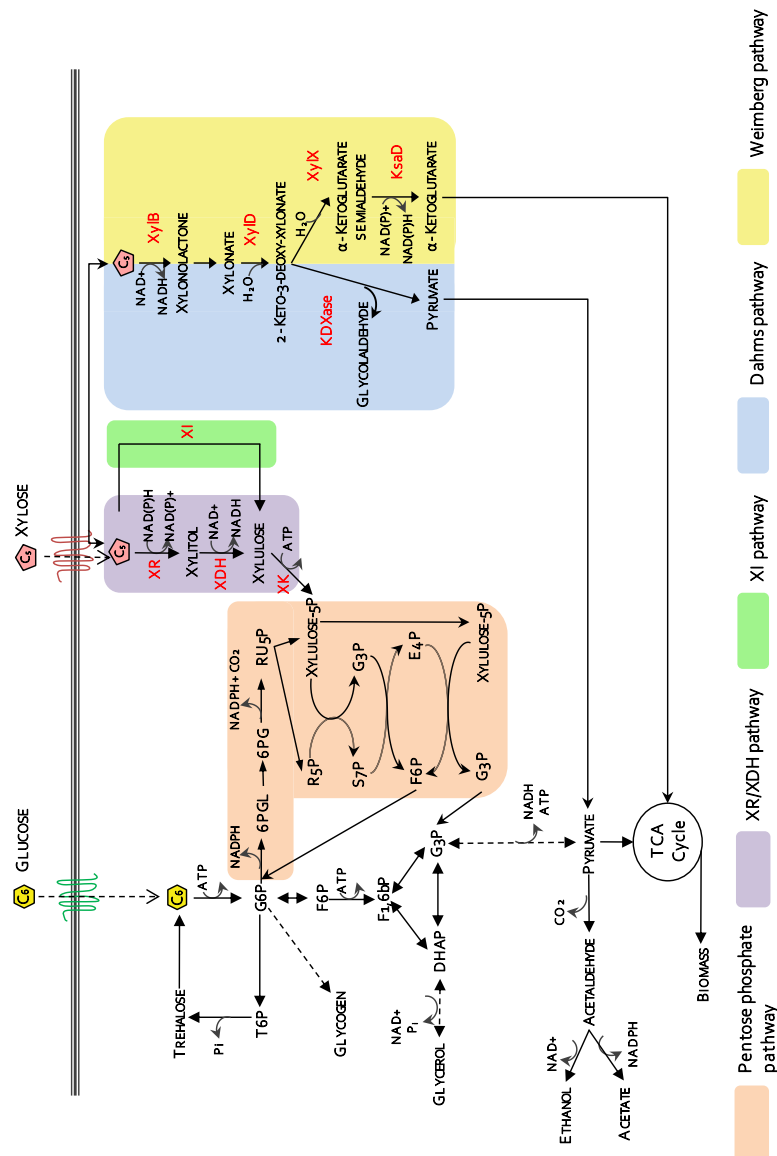 GLUCOSE
XYLOSE
C6
C5
TREHALOSE
C6
ATP
Pi
T6P
G6P
GLYCOGEN
F6P
ATP
F1,6bP
NAD+
Pi
GLYCEROL
DHAP
G3P
NADPH
6PGL
6PG
NADPH + CO2
RU5P
R5P
XYLULOSE-5P
S7P
G3P
F6P
E4P
G3P
XYLULOSE-5P
C5
XR
NAD(P)H
NAD(P)+
XYLITOL
XDH
NAD+
NADH
XYLULOSE
XK
ATP
XI
C5
NAD+
NADH
XylB
XYLONOLACTONE
XYLONATE
H2O
XylD
2 - KETO-3-DEOXY-XYLONATE
H2O
XylX
KDXase
GLYCOLALDEHYDE
PYRUVATE
α - KETOGLUTARATE
SEMIALDEHYDE
NAD(P)+
NAD(P)H
KsaD
α - KETOGLUTARATE
NADH
ATP
PYRUVATE
CO2
ACETALDEHYDE
NAD+
ETHANOL
NADPH
ACETATE
TCA
Cycle
BIOMASS
Pentose phosphate
pathway
XR/XDH pathway
XI pathway
Dahms pathway
Weimberg pathway